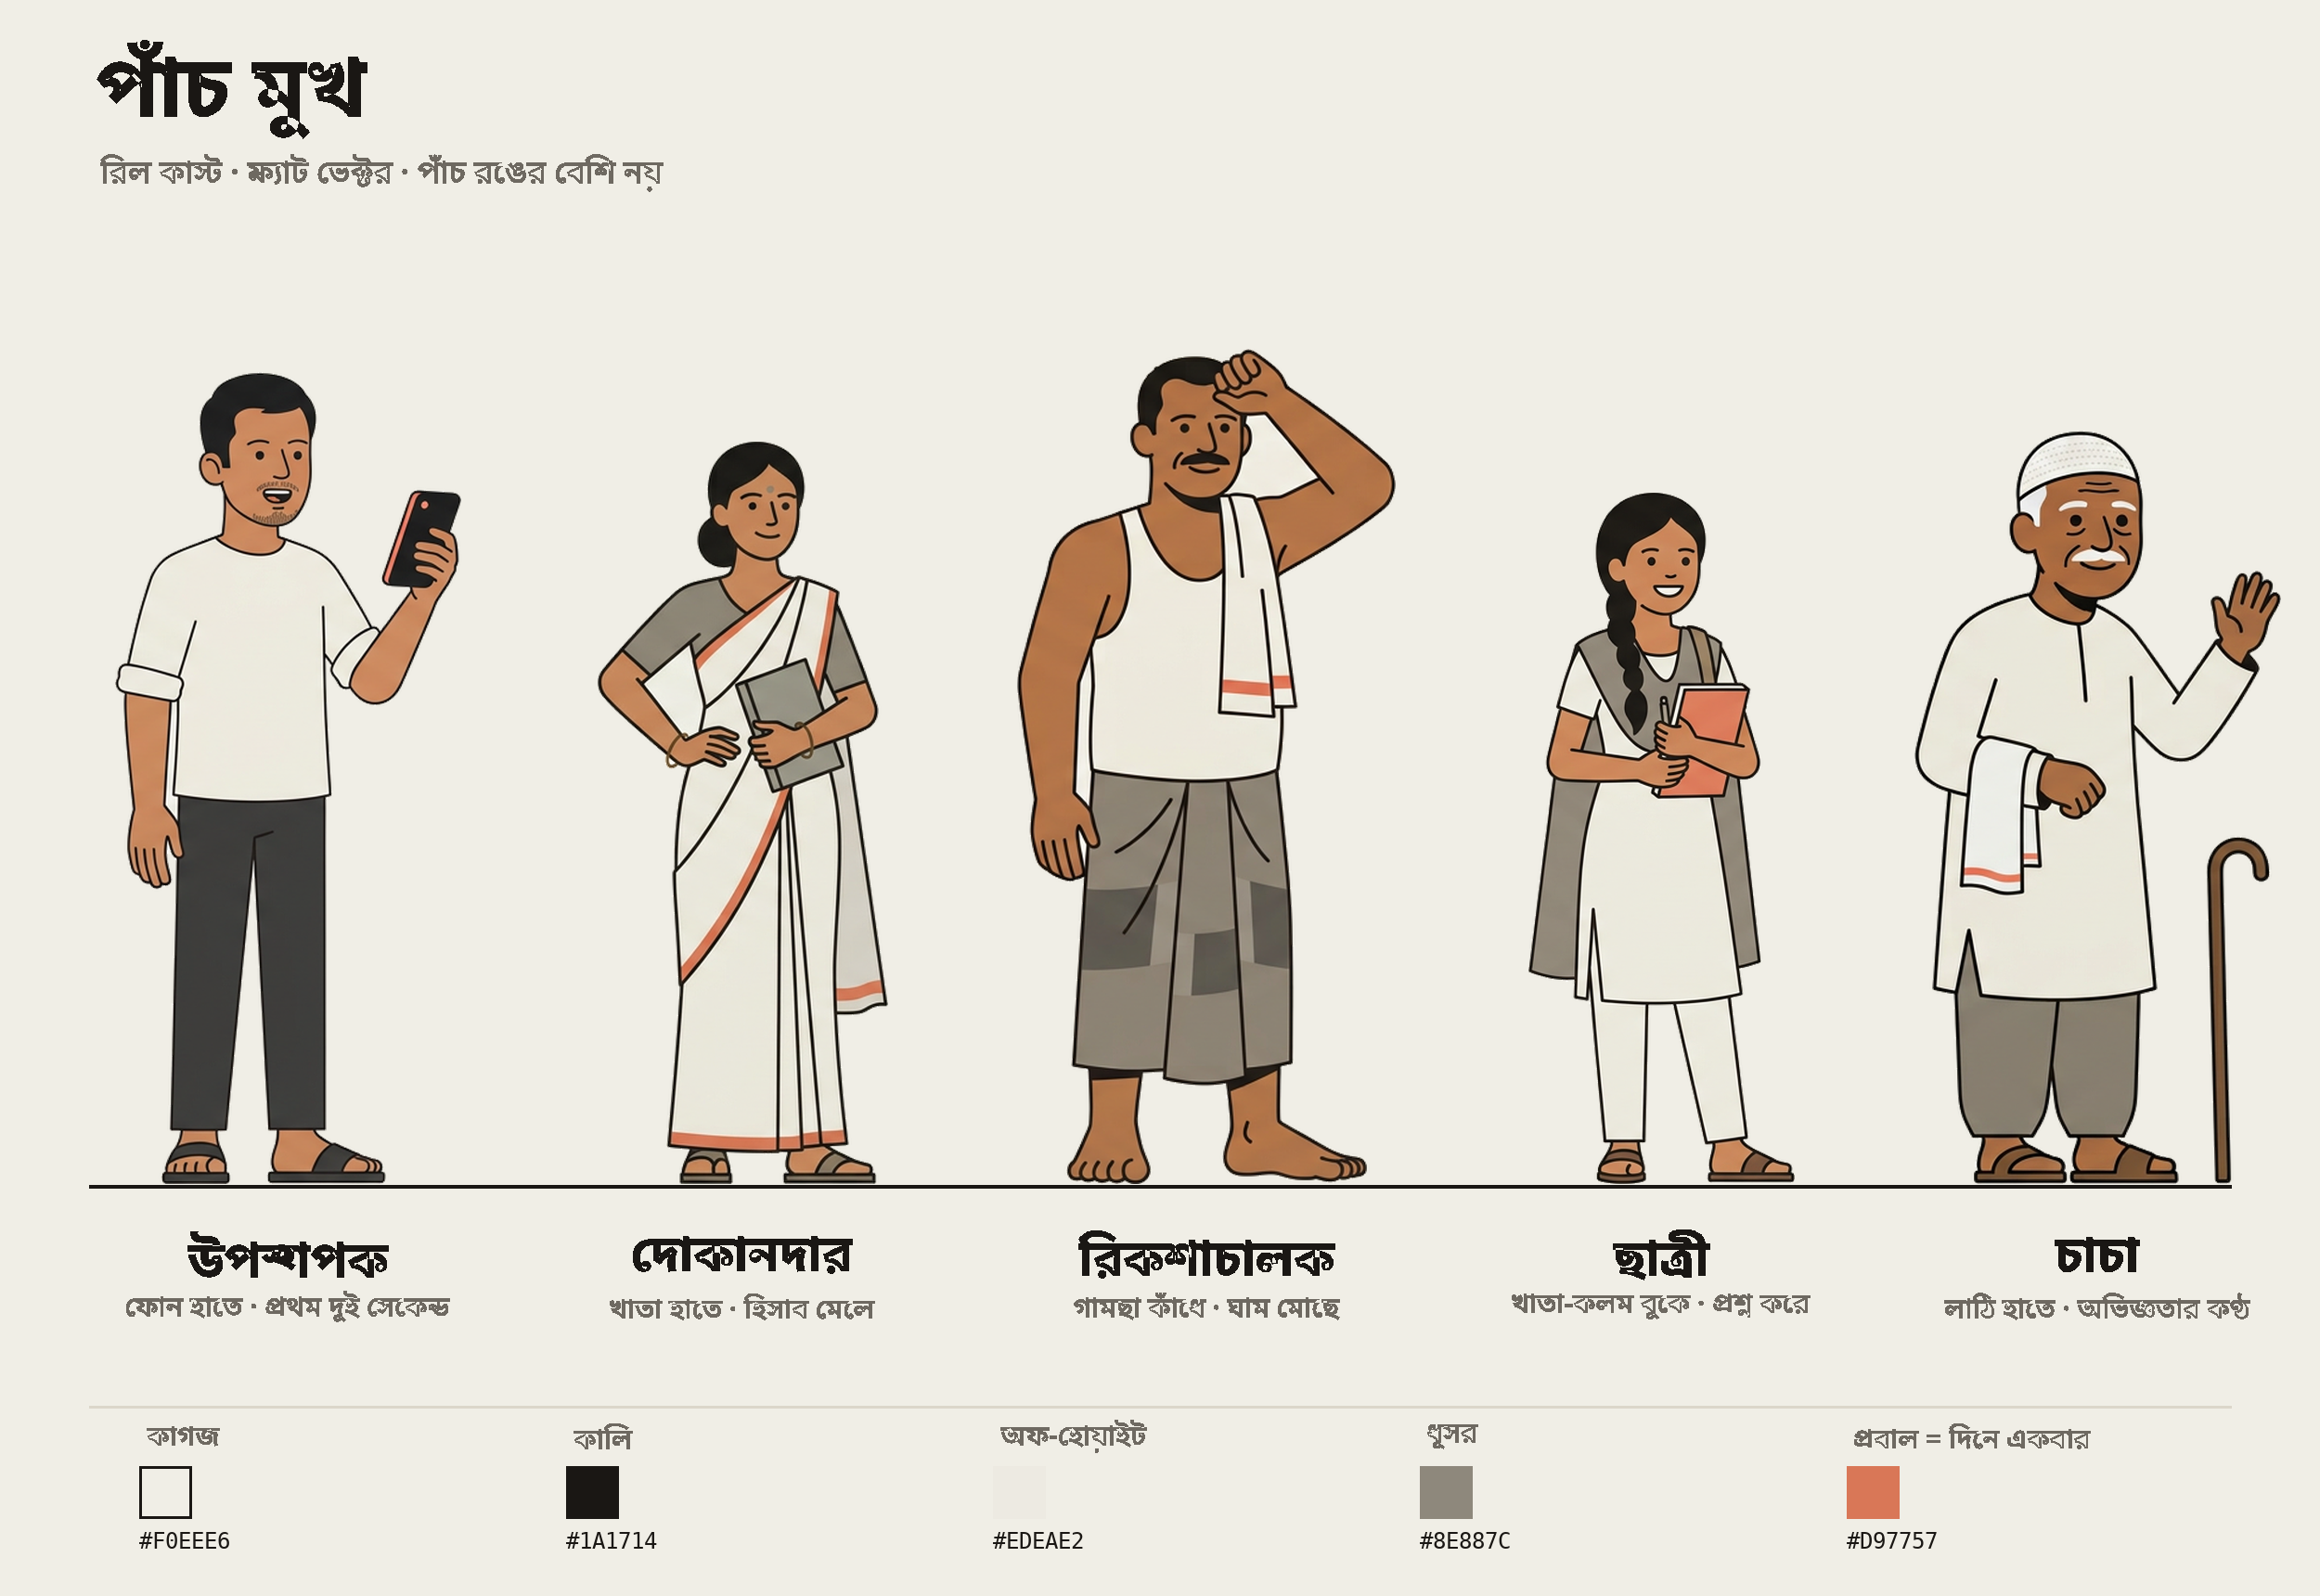 পাঁচ মুখ
রিল কাস্ট · ফ্ল্যাট ভেক্টর · পাঁচ রঙের বেশি নয়
উপস্থাপক
ফোন হাতে · প্রথম দুই সেকেন্ড
দোকানদার
খাতা হাতে · হিসাব মেলে
রিকশাচালক
গামছা কাঁধে · ঘাম মোছে
ছাত্রী
খাতা-কলম বুকে · প্রশ্ন করে
চাচা
লাঠি হাতে · অভিজ্ঞতার কণ্ঠ
কাগজ
#F0EEE6
কালি
#1A1714
অফ-হোয়াইট
#EDEAE2
ধূসর
#8E887C
প্রবাল = দিনে একবার
#D97757